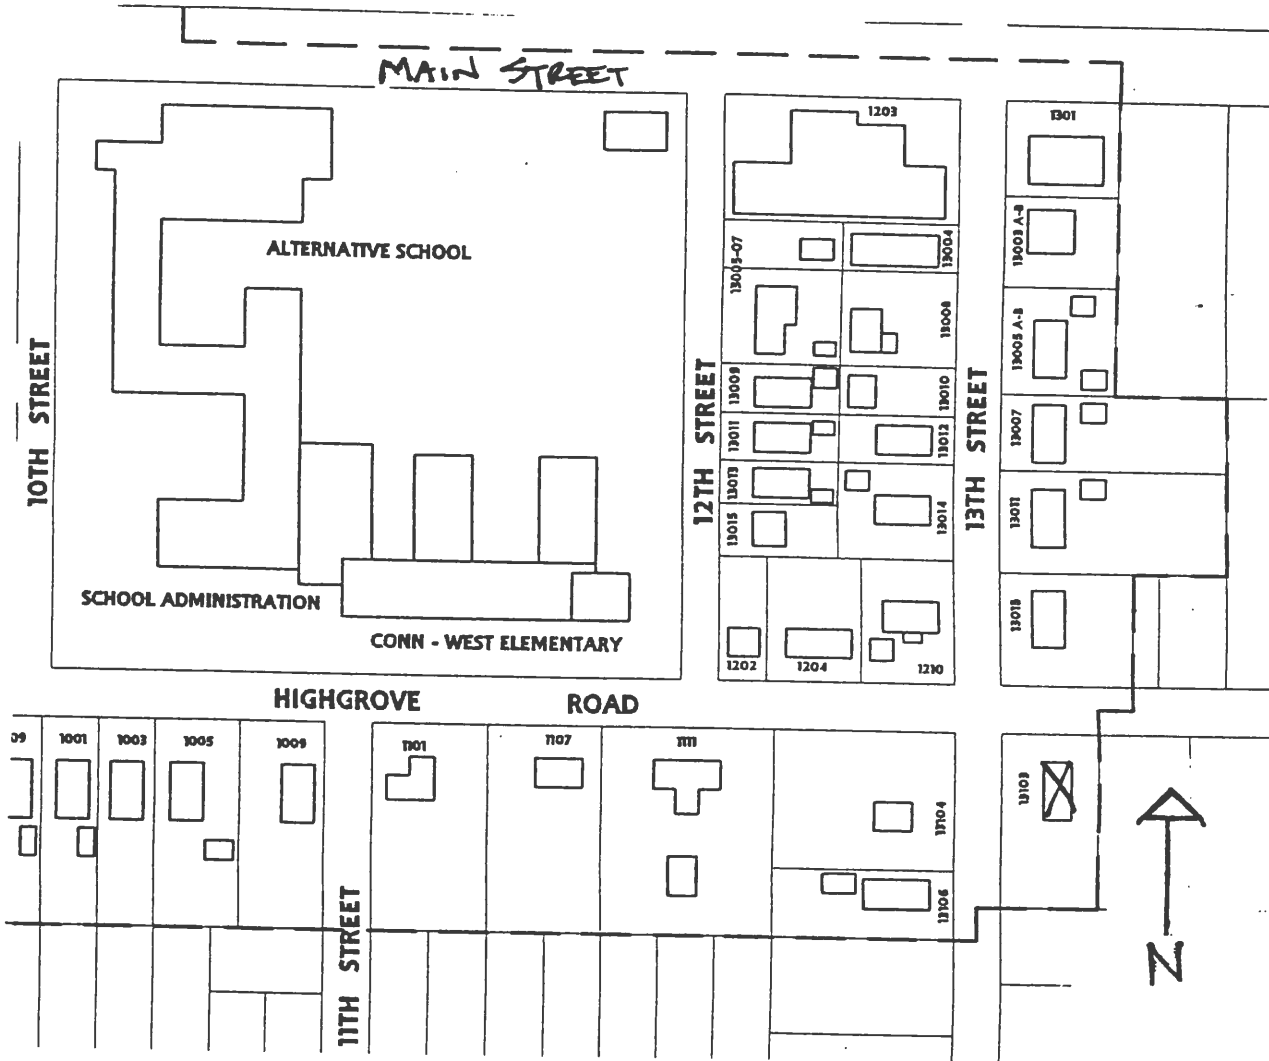 MAIN STREET
1203
1301
13003 A-B
13004
13005-07
ALTERNATIVE SCHOOL
13008
13005 A-B
10TH STREET
12TH STREET
13TH STREET
13009
13010
13007
13011
13012
13013
13014
13011
13015
SCHOOL ADMINISTRATION
CONN - WEST ELEMENTARY
13015
1202
1204
1210
HIGHGROVE ROAD
09
1001
1003
1005
1009
1101
1107
1111
13103
13104
13106
11TH STREET
N